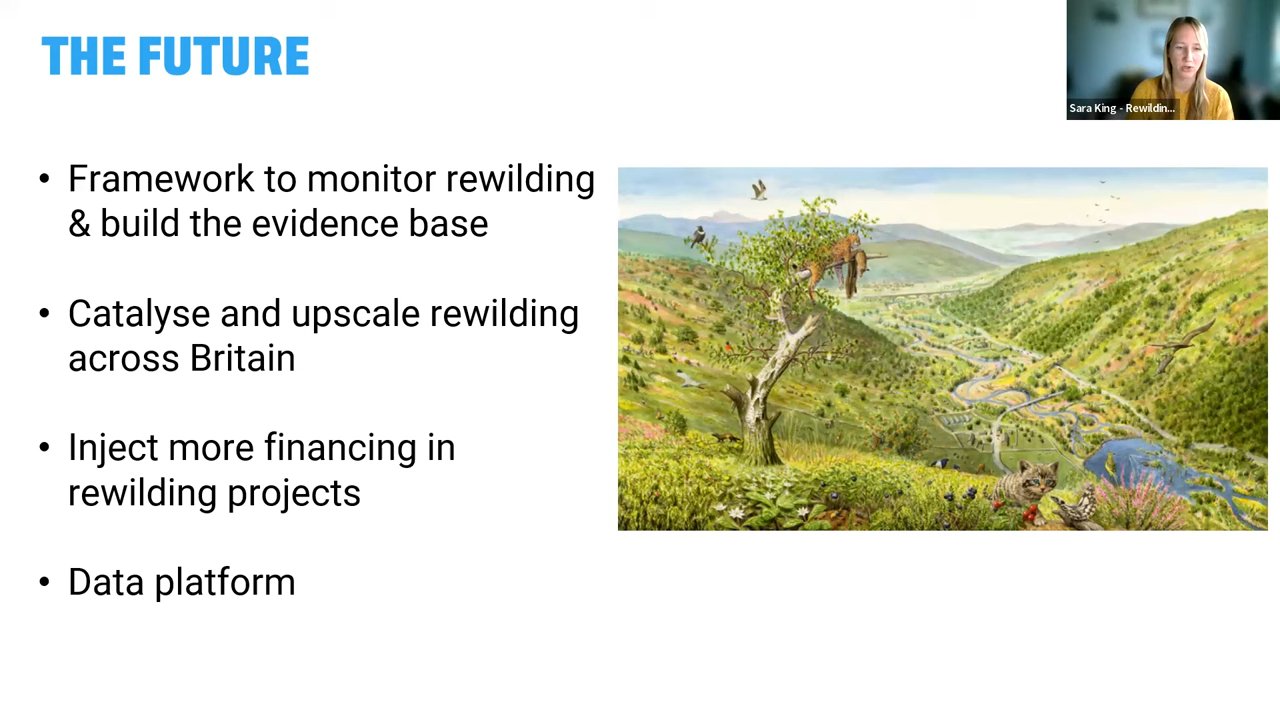 THE FUTURE
Sara King - Rewildin...
• Framework to monitor rewilding
& build the evidence base
• Catalyse and upscale rewilding
across Britain
• Inject more financing in
rewilding projects
• Data platform